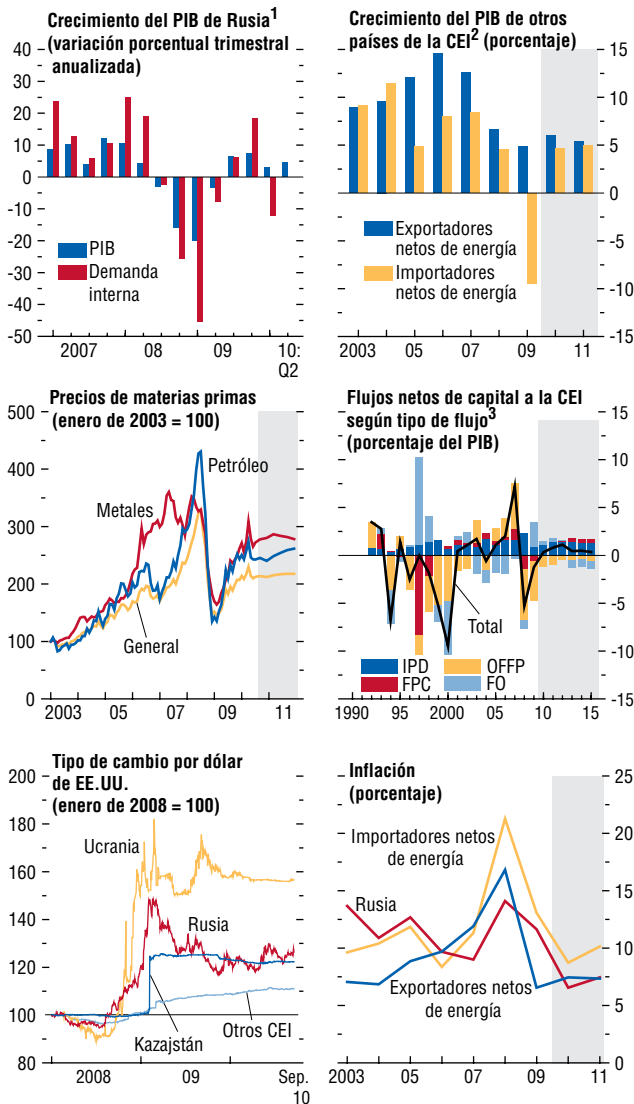 Crecimiento del PIB de Rusia1
(variación porcentual trimestral
anualizada)
40
30
20
10
0
-10
-20
-30
-40
-50
PIB
Demanda
interna
2007
08
09
10:
Q2
Crecimiento del PIB de otros
países de la CEI2 (porcentaje)
15
10
5
0
-5
-10
-15
Exportadores
netos de energía
Importadores
netos de energía
2003
05
07
09
11
Precios de materias primas
(enero de 2003 = 100)
500
400
300
200
100
0
Petróleo
Metales
General
2003
05
07
09
11
Flujos netos de capital a la CEI
según tipo de flujo3
(porcentaje del PIB)
15
10
5
0
-5
-10
-15
Total
IPD
OFFP
FPC
FO
1990
95
2000
05
10
15
Tipo de cambio por dólar
de EE.UU.
(enero de 2008 = 100)
200
180
160
140
120
100
80
Ucrania
Rusia
Kazajstán
Otros CEI
2008
09
Sep.
10
Inflación
(porcentaje)
25
20
15
10
5
0
Importadores netos
de energía
Rusia
Exportadores netos
de energía
2003
05
07
09
11